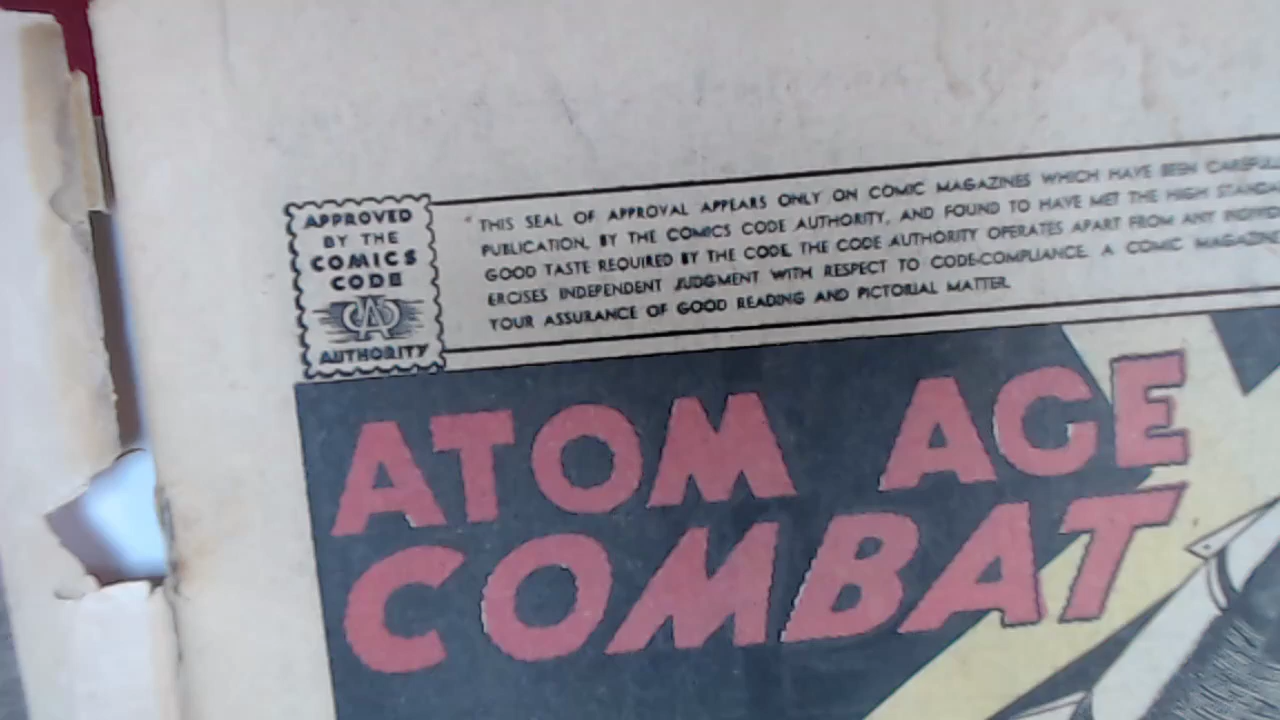 APPROVED
BY THE
COMICS
CODE
CA
AUTHORITY
"THIS SEAL OF APPROVAL APPEARS ONLY ON COMIC MAGAZINES WHICH HAVE BEEN
PUBLICATION, BY THE COMICS CODE AUTHORITY, AND FOUND TO HAVE MET THE HIGH
GOOD TASTE REQUIRED BY THE CODE. THE CODE AUTHORITY OPERATES APART FROM ANY
ERCISES INDEPENDENT JUDGMENT WITH RESPECT TO CODE-COMPLIANCE. A COMIC MAGAZINE
YOUR ASSURANCE OF GOOD READING AND PICTORIAL MATTER.
ATOM AGE
COMBAT